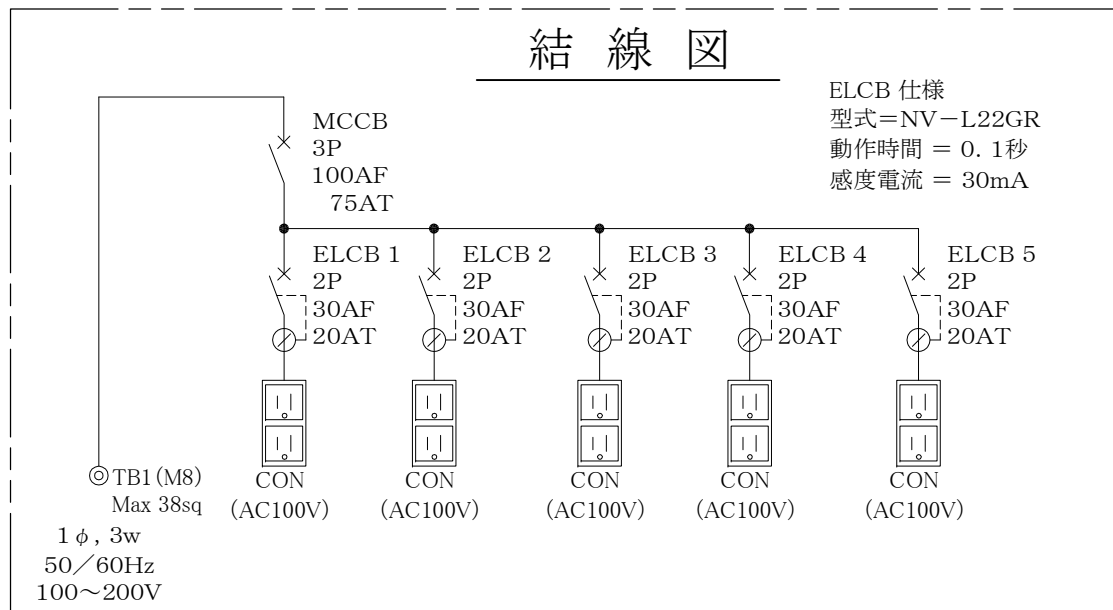 結線図
ELCB 仕様
型式=NV-L22GR
動作時間 = 0. 1秒
感度電流 = 30mA
MCCB
3P
100AF
75AT
ELCB 1
2P
30AF
20AT
ELCB 2
2P
30AF
20AT
ELCB 3
2P
30AF
20AT
ELCB 4
2P
30AF
20AT
ELCB 5
2P
30AF
20AT
CON
(AC100V)
CON
(AC100V)
CON
(AC100V)
CON
(AC100V)
CON
(AC100V)
TB1(M8)
Max 38sq
1φ, 3w
50/60Hz
100~200V